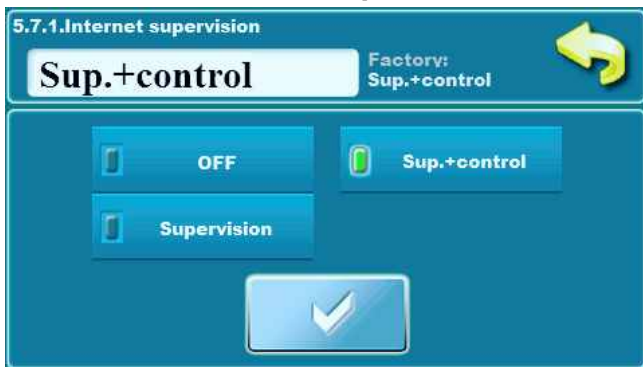 5.7.1.Internet supervision
Sup.+control
Factory:
Sup.+control
OFF
Sup.+control
Supervision